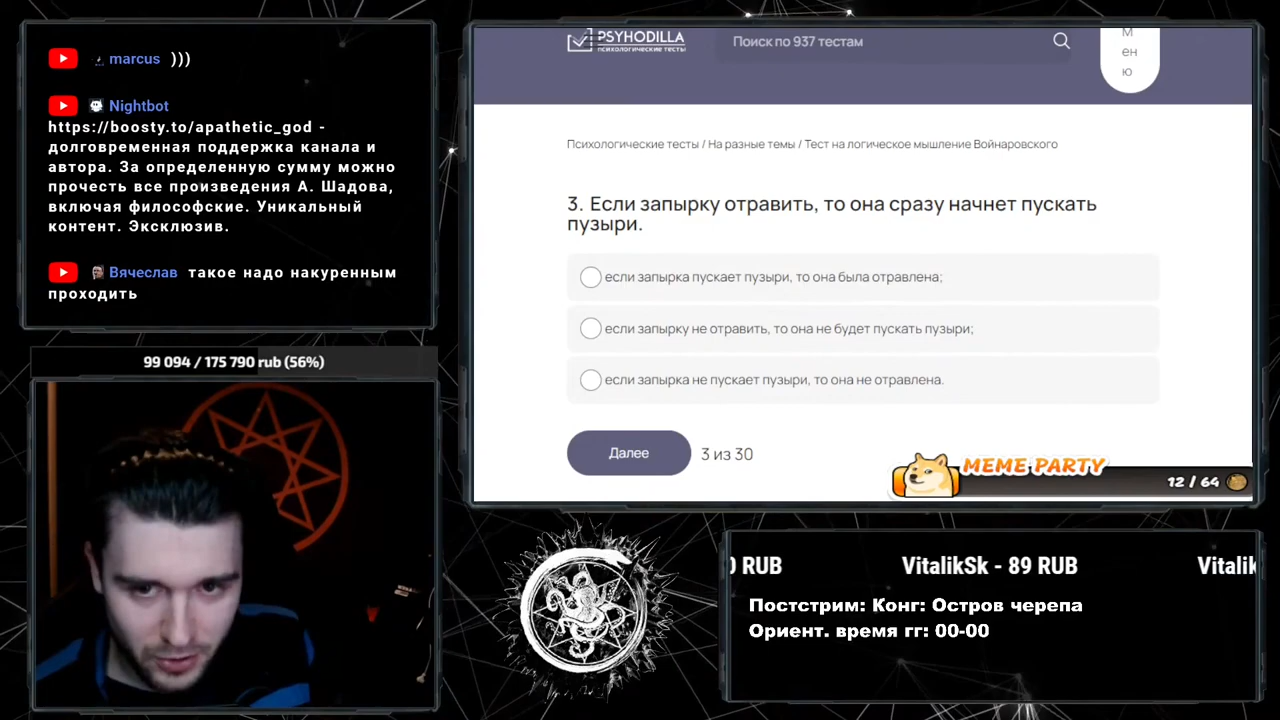 marcus )))
Nightbot
https://boosty.to/apathetic_god -
долговременная поддержка канала и
автора. За определенную сумму можно
прочесть все произведения А. Шадова,
включая философские. Уникальный
контент. Эксклюзив.
Вячеслав такое надо накуренным
проходить
99 094 / 175 790 rub (56%)
PSYHODILLA
ПСИХОЛОГИЧЕСКИЕ ТЕСТЫ
Поиск по 937 тестам
М
ен
ю
Психологические тесты / На разные темы / Тест на логическое мышление Войнаровского
3. Если запырку отравить, то она сразу начнет пускать
пузыри.
если запырка пускает пузыри, то она была отравлена;
если запырку не отравить, то она не будет пускать пузыри;
если запырка не пускает пузыри, то она не отравлена.
Далее
3 из 30
MEME PARTY
12 / 64
0 RUB VitalikSk - 89 RUB Vitalik
Постстрим: Конг: Остров черепа
Ориент. время гг: 00-00